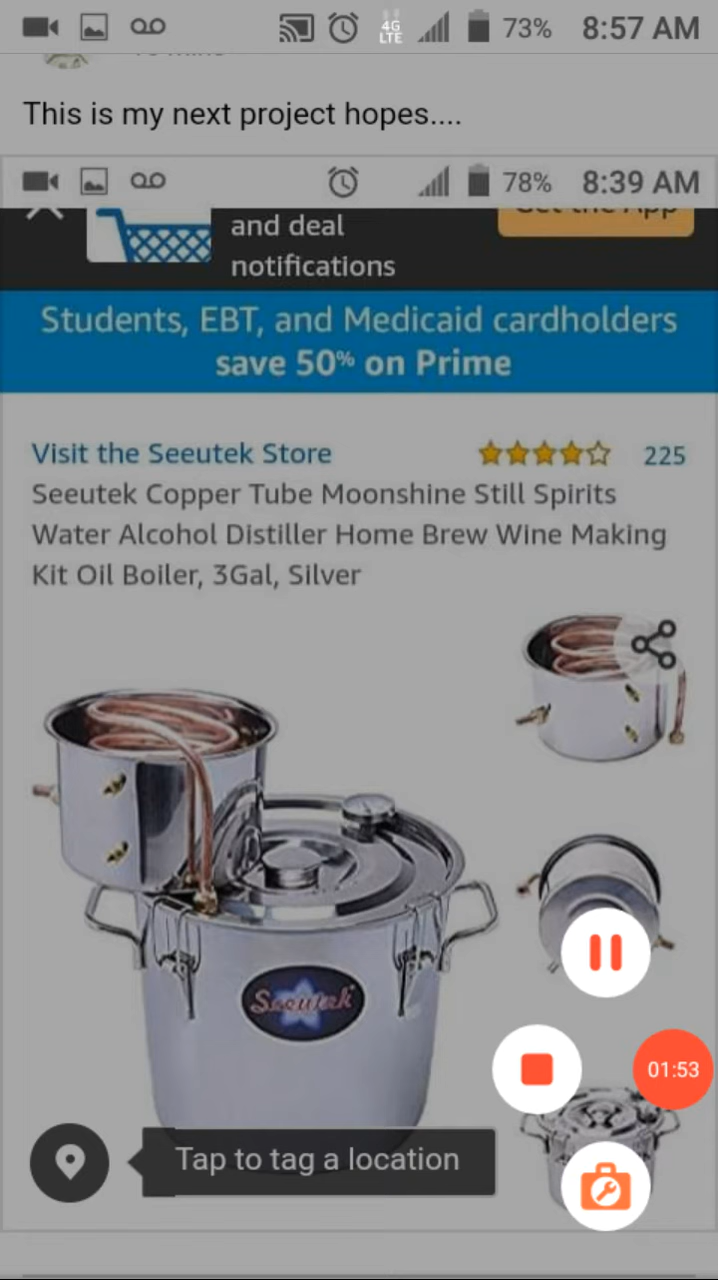 4G
LTE
73%
8:57 AM
This is my next project hopes....
78%
8:39 AM
and deal
notifications
Get the App
Students, EBT, and Medicaid cardholders
save 50% on Prime
Visit the Seeutek Store
225
Seeutek Copper Tube Moonshine Still Spirits
Water Alcohol Distiller Home Brew Wine Making
Kit Oil Boiler, 3Gal, Silver
Seeutek
01:53
Tap to tag a location